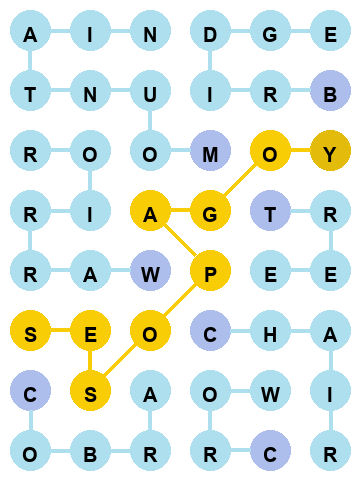 A I N D G E
T N U I R B
R O O M O Y
R I A G T R
R A W P E E
S E O C H A
C S A O W I
O B R R C R